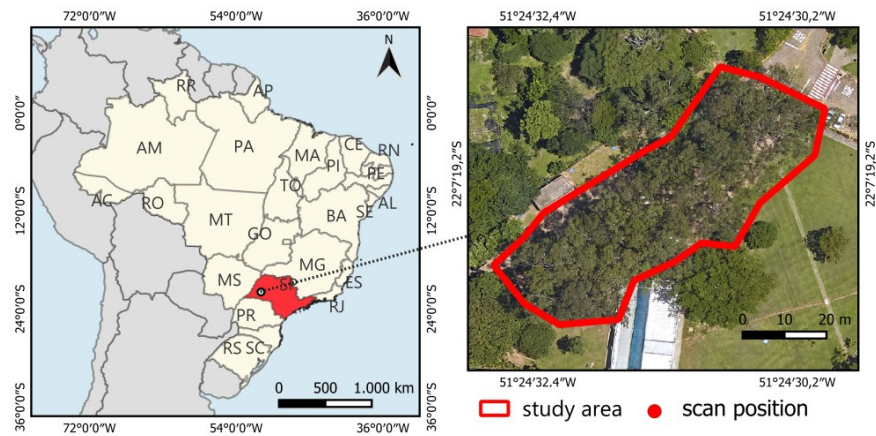 72°0′0″W 54°0′0″W 36°0′0″W
N
0°0′0″
12°0′0″S
24°0′0″S
36°0′0″S
RR AP
AM PA MA CE RN
PI PE
AC RO TO AL
MT BA SE
GO
MG
MS ES
SP RJ
PR
RS SC
0 500 1.000 km
0°0′0″
12°0′0″S
24°0′0″S
36°0′0″S
72°0′0″W 54°0′0″W 36°0′0″W
51°24′32,4″W 51°24′30,2″W
22°7′19,2″S
22°7′19,2″S
0 10 20 m
51°24′32,4″W 51°24′30,2″W
study area scan position